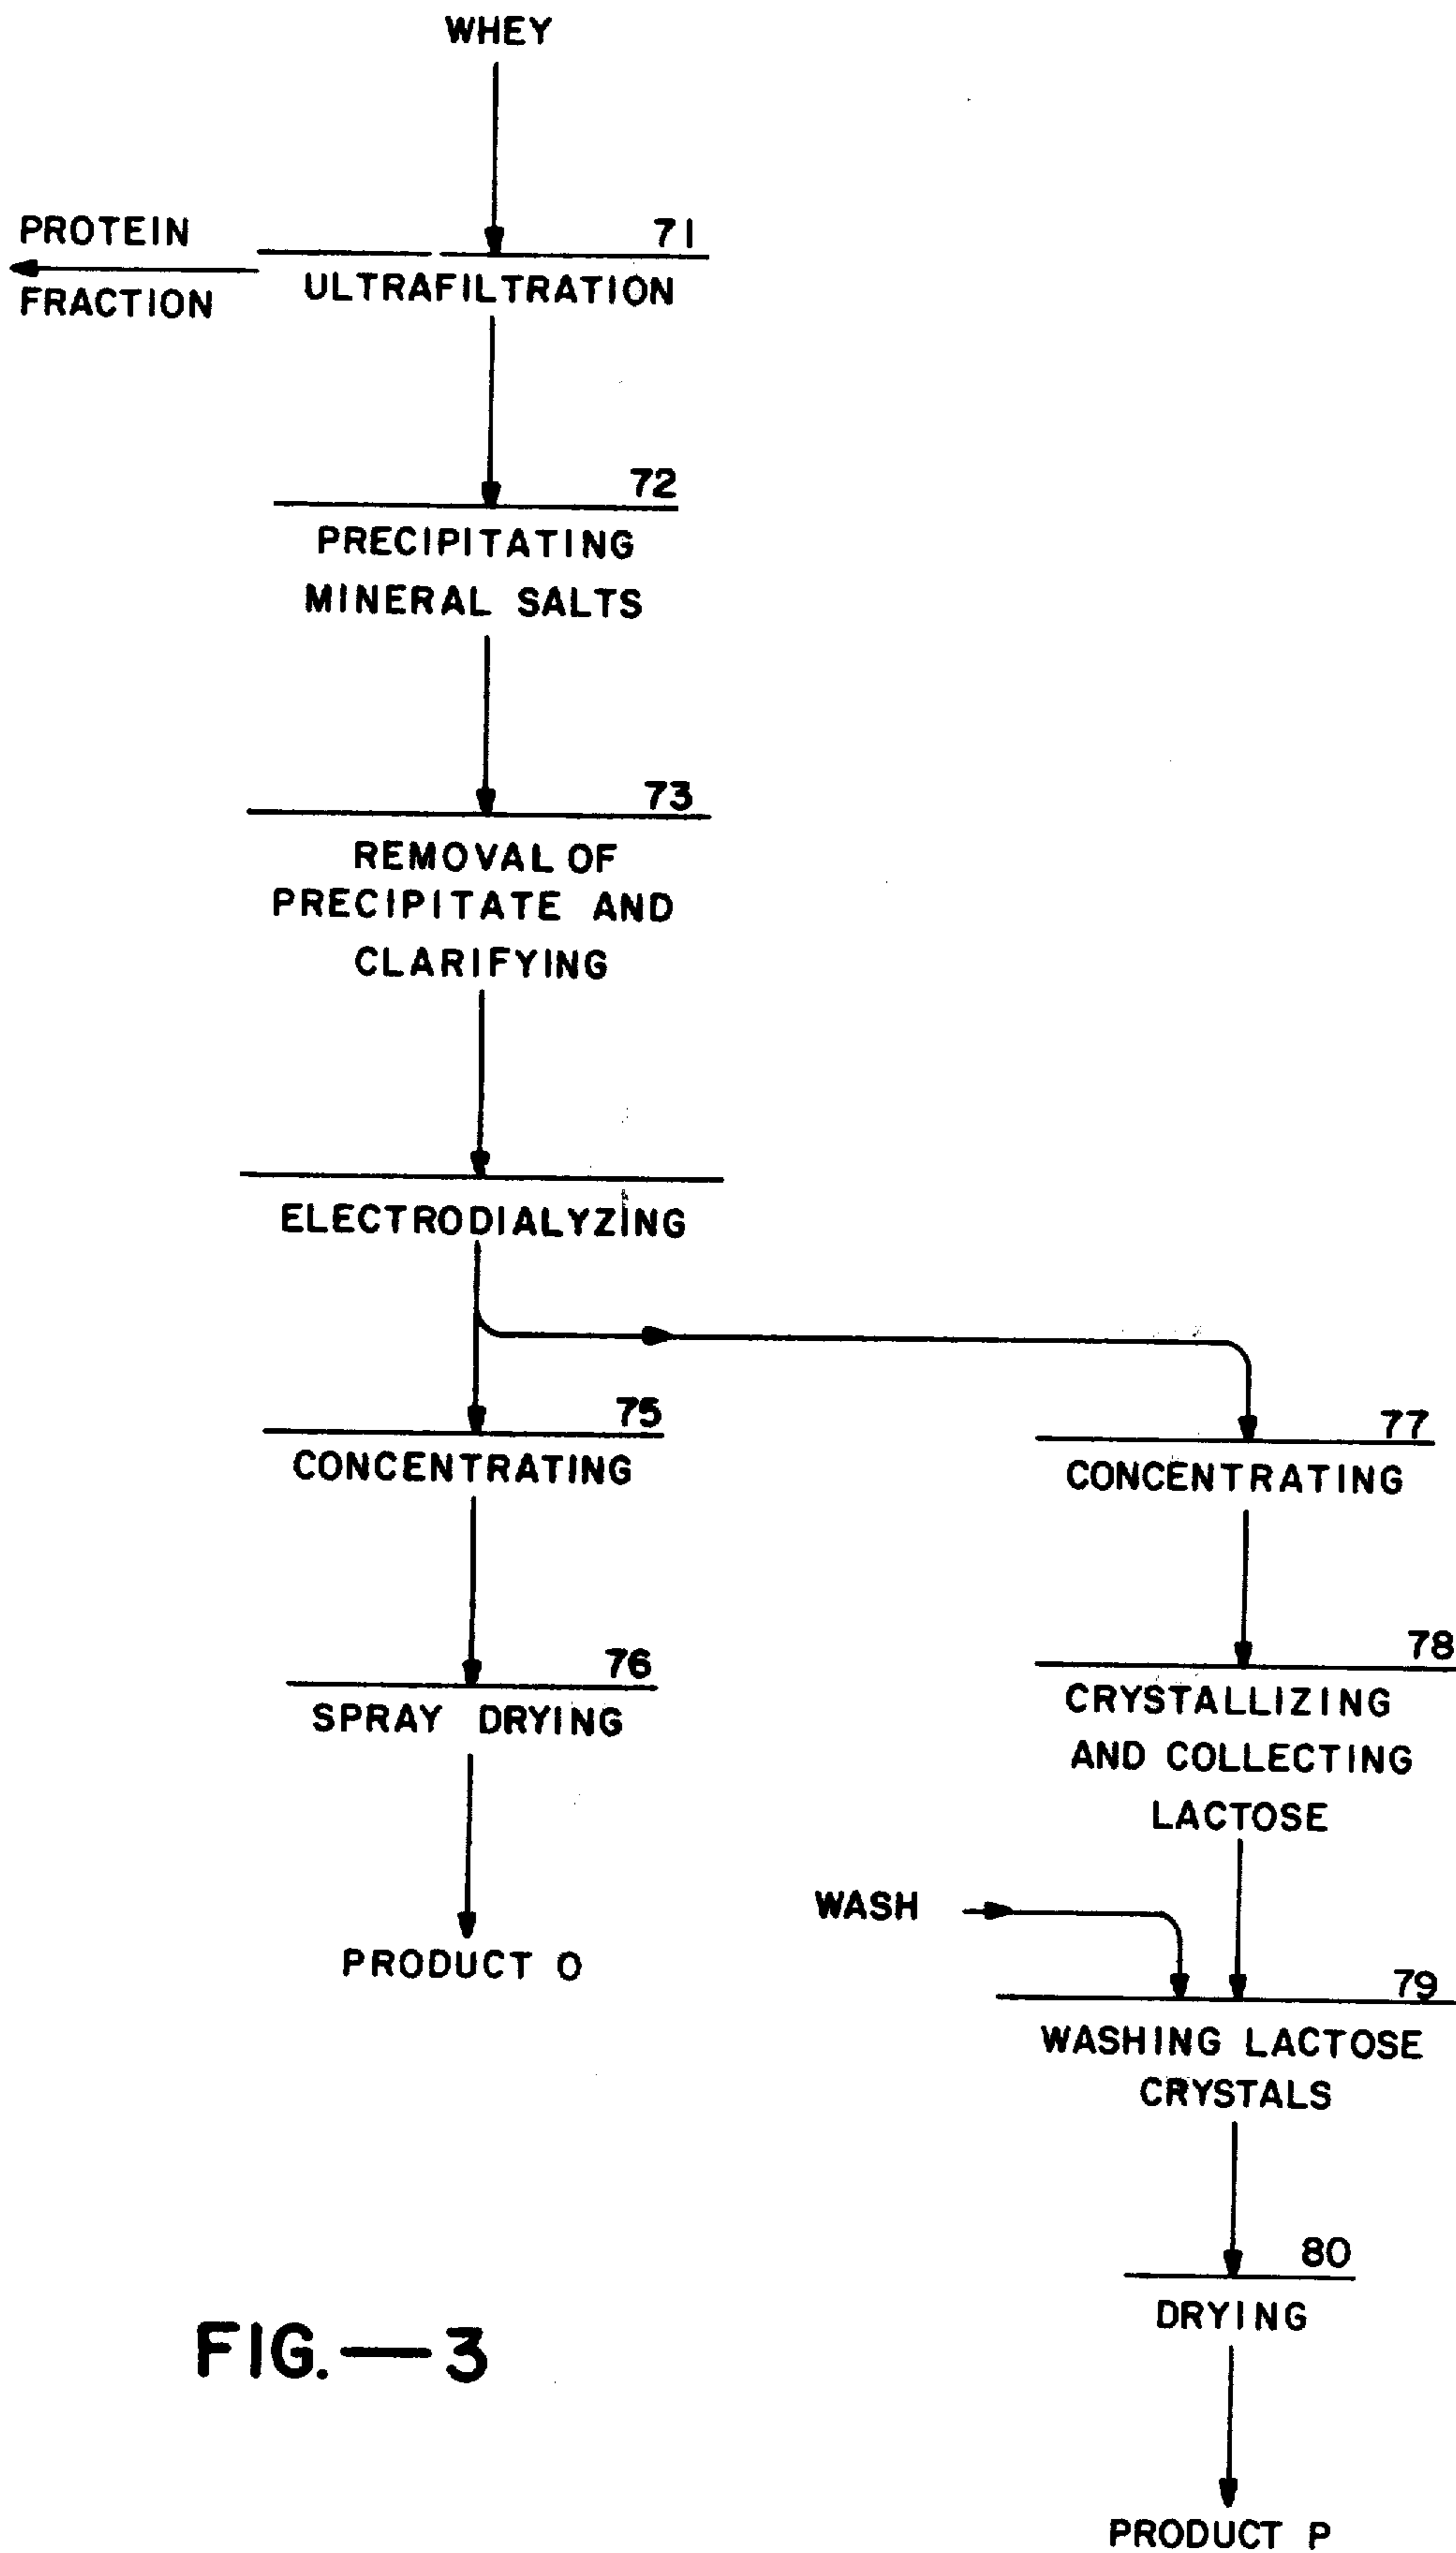 WHEY
71
PROTEIN
FRACTION
ULTRAFILTRATION
72
PRECIPITATING
MINERAL SALTS
73
REMOVAL OF
PRECIPITATE AND
CLARIFYING
ELECTRODIALYZING
75
CONCENTRATING
76
SPRAY DRYING
PRODUCT O
77
CONCENTRATING
78
CRYSTALLIZING
AND COLLECTING
LACTOSE
WASH
79
WASHING LACTOSE
CRYSTALS
80
DRYING
PRODUCT P
FIG.—3